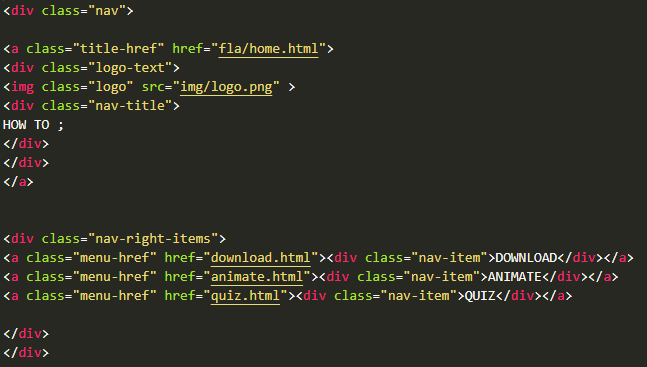 <div class="nav">
<a class="title-href" href="fla/home.html">
<div class="logo-text">
<img class="logo" src="img/logo.png" >
<div class="nav-title">
HOW TO ;
</div>
</div>
</a>
<div class="nav-right-items">
<a class="menu-href" href="download.html"><div class="nav-item">DOWNLOAD</div></a>
<a class="menu-href" href="animate.html"><div class="nav-item">ANIMATE</div></a>
<a class="menu-href" href="quiz.html"><div class="nav-item">QUIZ</div></a>
</div>
</div>